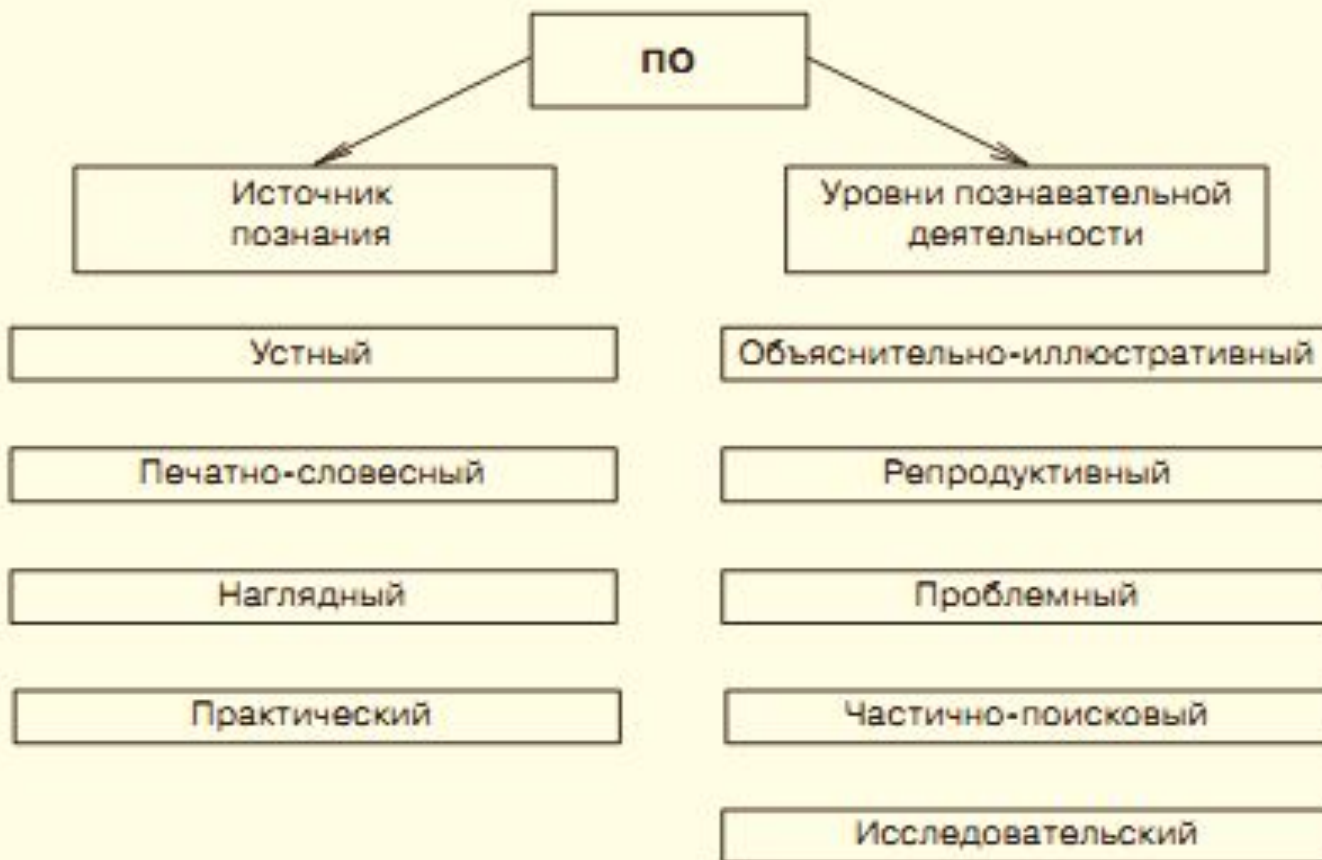 ПО
Источник
познания
Уровни познавательной
деятельности
Устный
Объяснительно-иллюстративный
Печатно-словесный
Репродуктивный
Наглядный
Проблемный
Практический
Частично-поисковый
Исследовательский